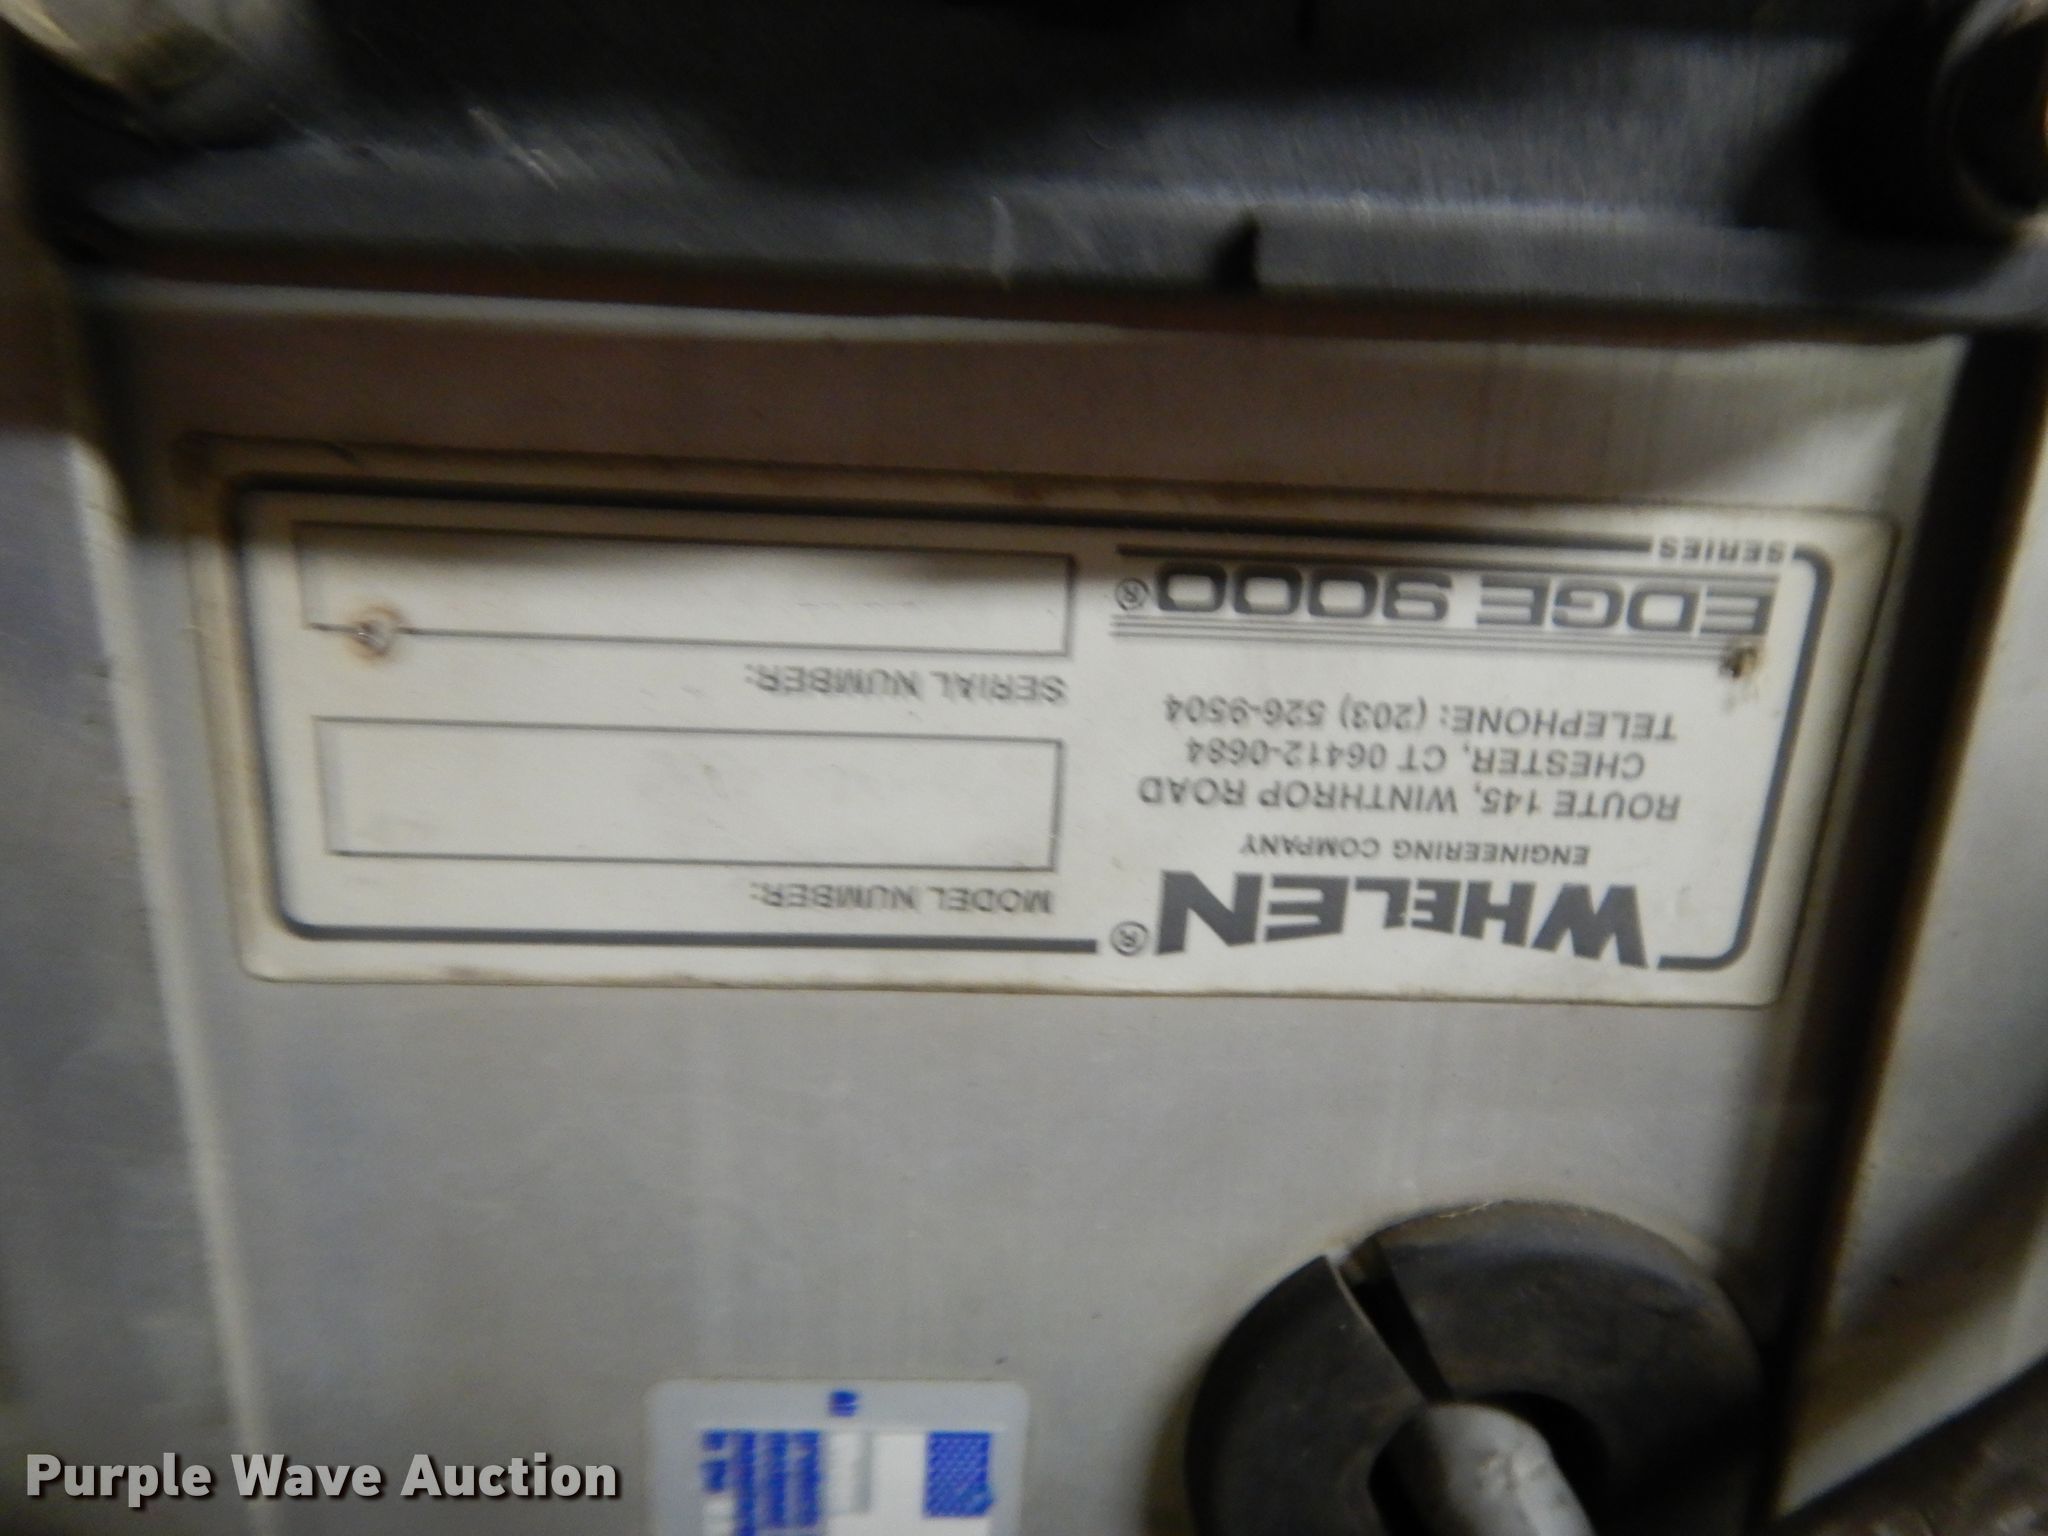 WHELEN®
ENGINEERING COMPANY
ROUTE 145, WINTHROP ROAD
CHESTER, CT 06412-0684
TELEPHONE: (203) 526-9504
EDGE 9000®
SERIES
MODEL NUMBER:
SERIAL NUMBER:
Purple Wave Auction